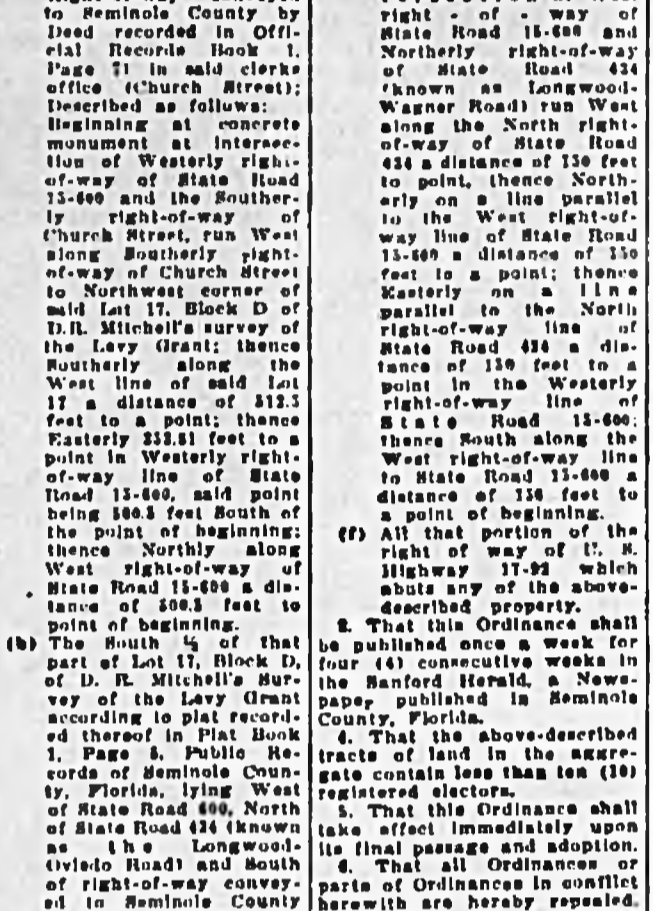 to Seminole County by
Deed recorded in Offi-
cial Records Book 1,
Page 71 in said clerks
office (Church Street);
Described as follows:
Beginning at concrete
monument at intersec-
tion of Westerly right-
of-way of State Road
15-600 and the Souther-
ly right-of-way of
Church Street, run West
along Southerly right-
of-way of Church Street
to Northwest corner of
said Lot 17, Block D of
D.R. Mitchell's survey of
the Levy Grant; thence
Southerly along the
West line of said Lot
17 a distance of 512.5
feet to a point; thence
Easterly feet to a
point in Westerly right-
of-way line of State
Road 15-600, said point
being 500.5 feet South of
the point of beginning;
thence Northly along
West right-of-way of
State Road 15-600 a dis-
tance of 500.5 feet to
point of beginning.
(b) The South ½ of that
part of Lot 17, Block D,
of D. R. Mitchell's Sur-
vey of the Levy Grant
according to plat record-
ed thereof in Plat Book
1, Page 5, Public Re-
cords of Seminole Coun-
ty, Florida, lying West
of State Road 600, North
of State Road 434 (known
as the Longwood-
Oviedo Road) and South
of right-of-way convey-
ed to Seminole County
right - of - way of
State Road 15-600 and
Northerly right-of-way
of State Road 434
(known as Longwood-
Wagner Road) run West
along the North right-
of-way of State Road
434 a distance of 150 feet
to point, thence North-
erly on a line parallel
to the West right-of-
way line of State Road
15-600 a distance of 150
feet to a point; thence
Easterly on a line
parallel to the North
right-of-way line of
State Road 434 a dis-
tance of 150 feet to a
point in the Westerly
right-of-way line of
State Road 15-600;
thence South along the
West right-of-way line
to State Road 15-600 a
distance of 150 feet to
a point of beginning.
(f) All that portion of the
right of way of U. S.
Highway 17-92 which
abuts any of the above-
described property.
That this Ordinance shall
be published once a week for
four (4) consecutive weeks in
the Sanford Herald, a News-
paper published in Seminole
County, Florida.
4. That the above-described
tracts of land in the aggre-
gate contain less than ten (10)
registered electors.
5. That this Ordinance shall
take effect immediately upon
its final passage and adoption.
6. That all Ordinances or
parts of Ordinances in conflict
herewith are hereby repealed.